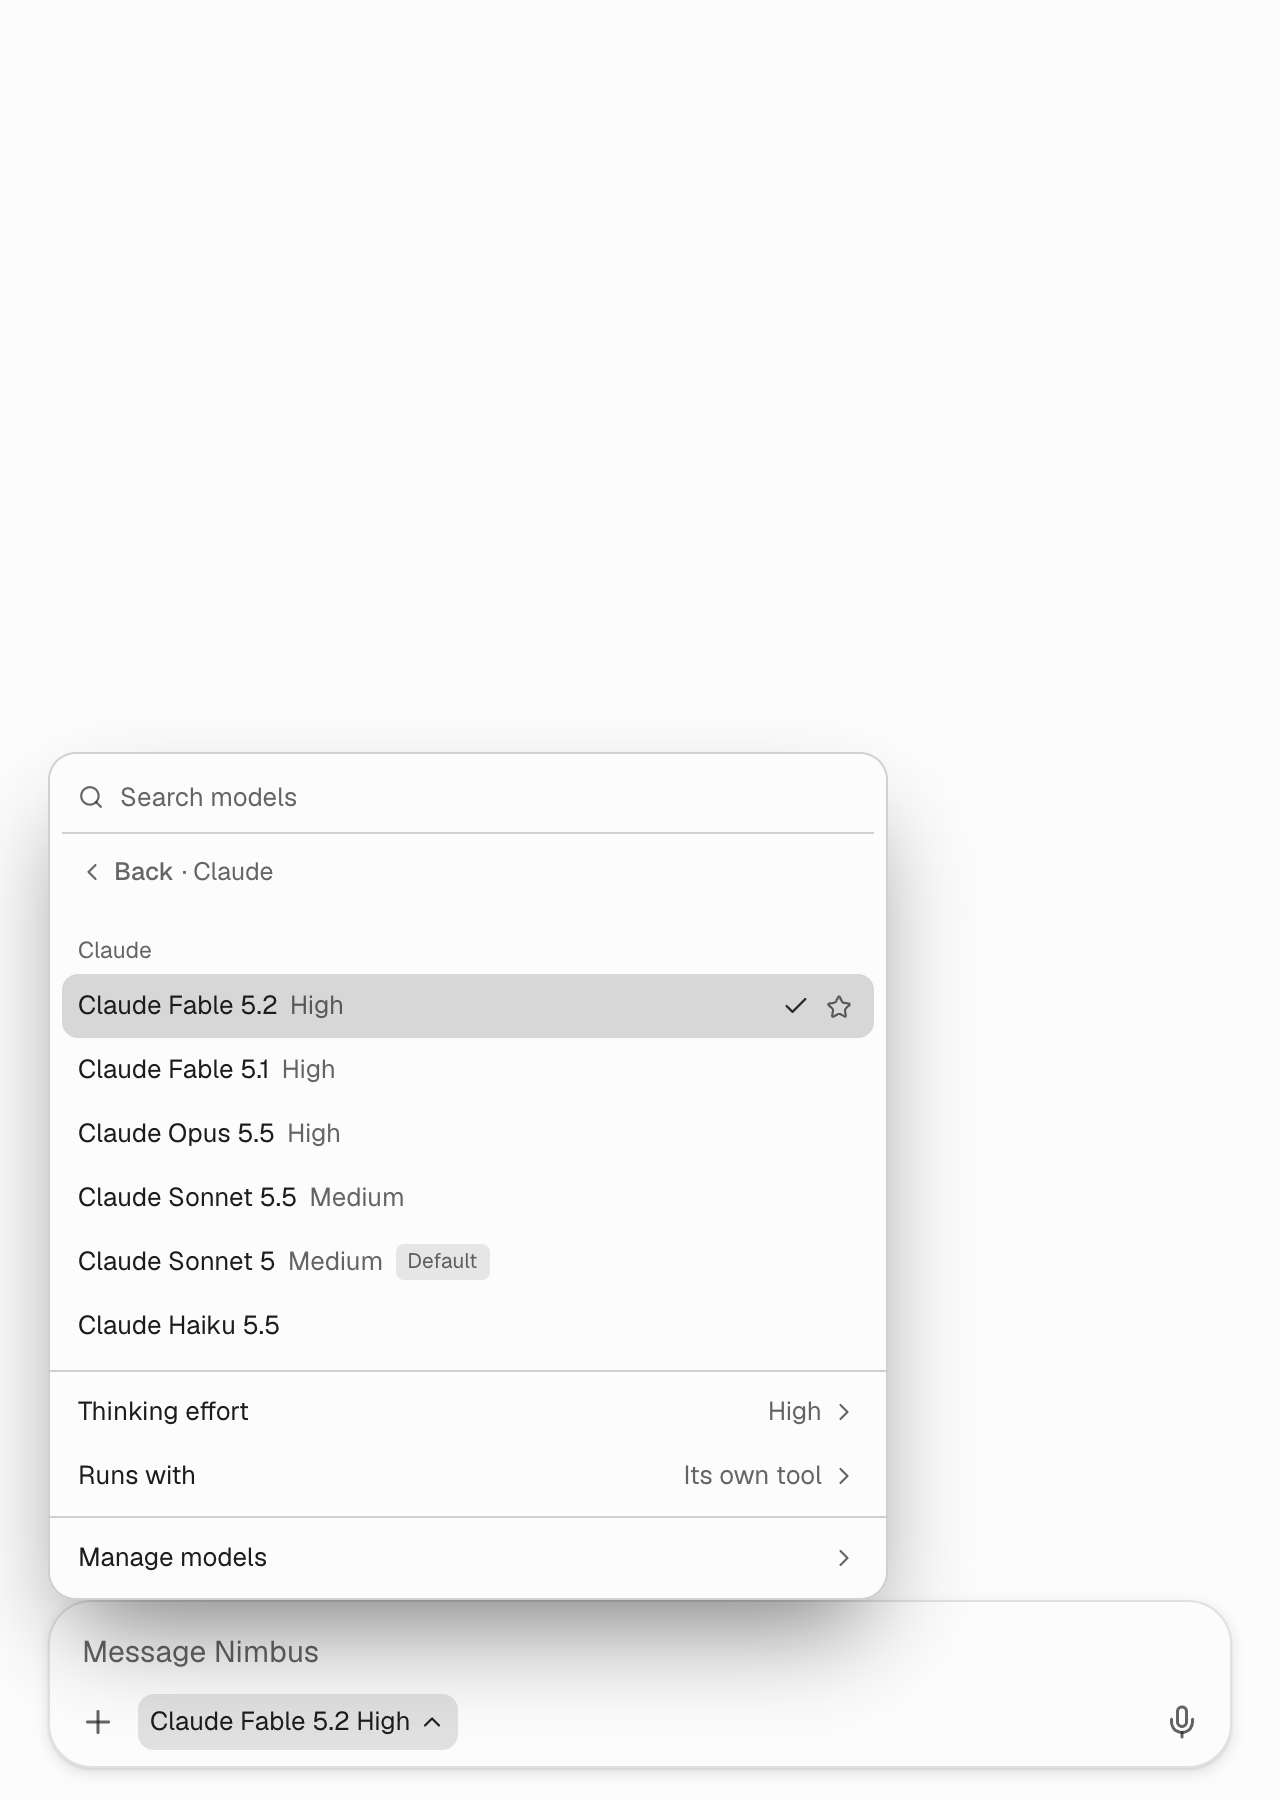 Search models
Back · Claude
Claude
Claude Fable 5.2 High
Claude Fable 5.1 High
Claude Opus 5.5 High
Claude Sonnet 5.5 Medium
Claude Sonnet 5 Medium Default
Claude Haiku 5.5
Thinking effort High
Runs with Its own tool
Manage models
Message Nimbus
Claude Fable 5.2 High